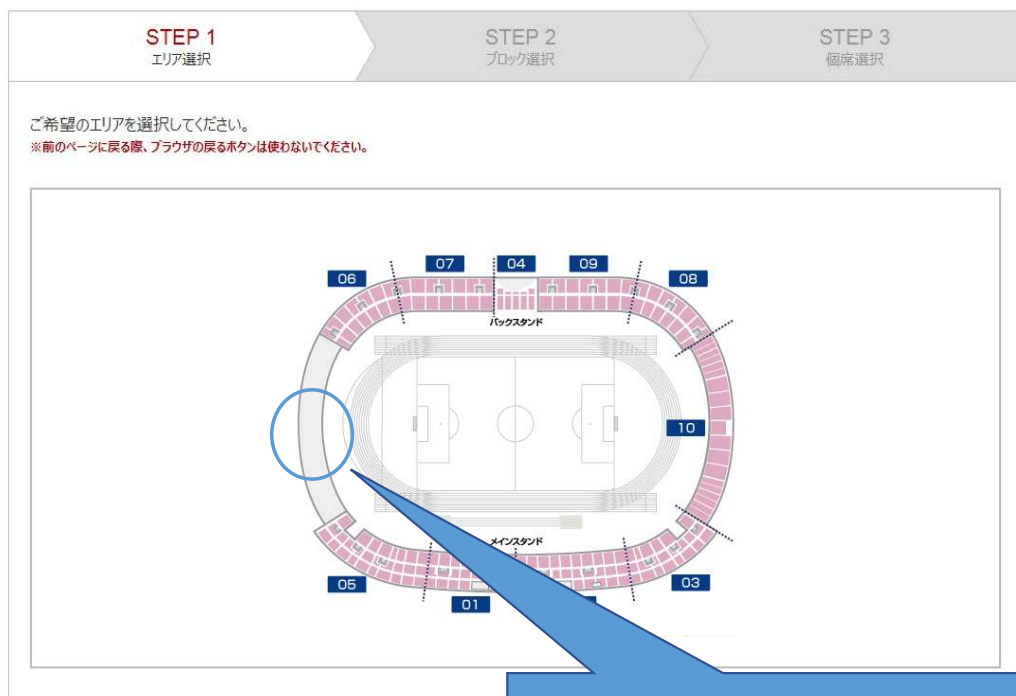 STEP 1
エリア選択
STEP 2
ブロック選択
STEP 3
個席選択
ご希望のエリアを選択してください。
※前のページに戻る際、ブラウザの戻るボタンは使わないでください。
06
07
04
09
08
バックスタンド
10
メインスタンド
05
01
03